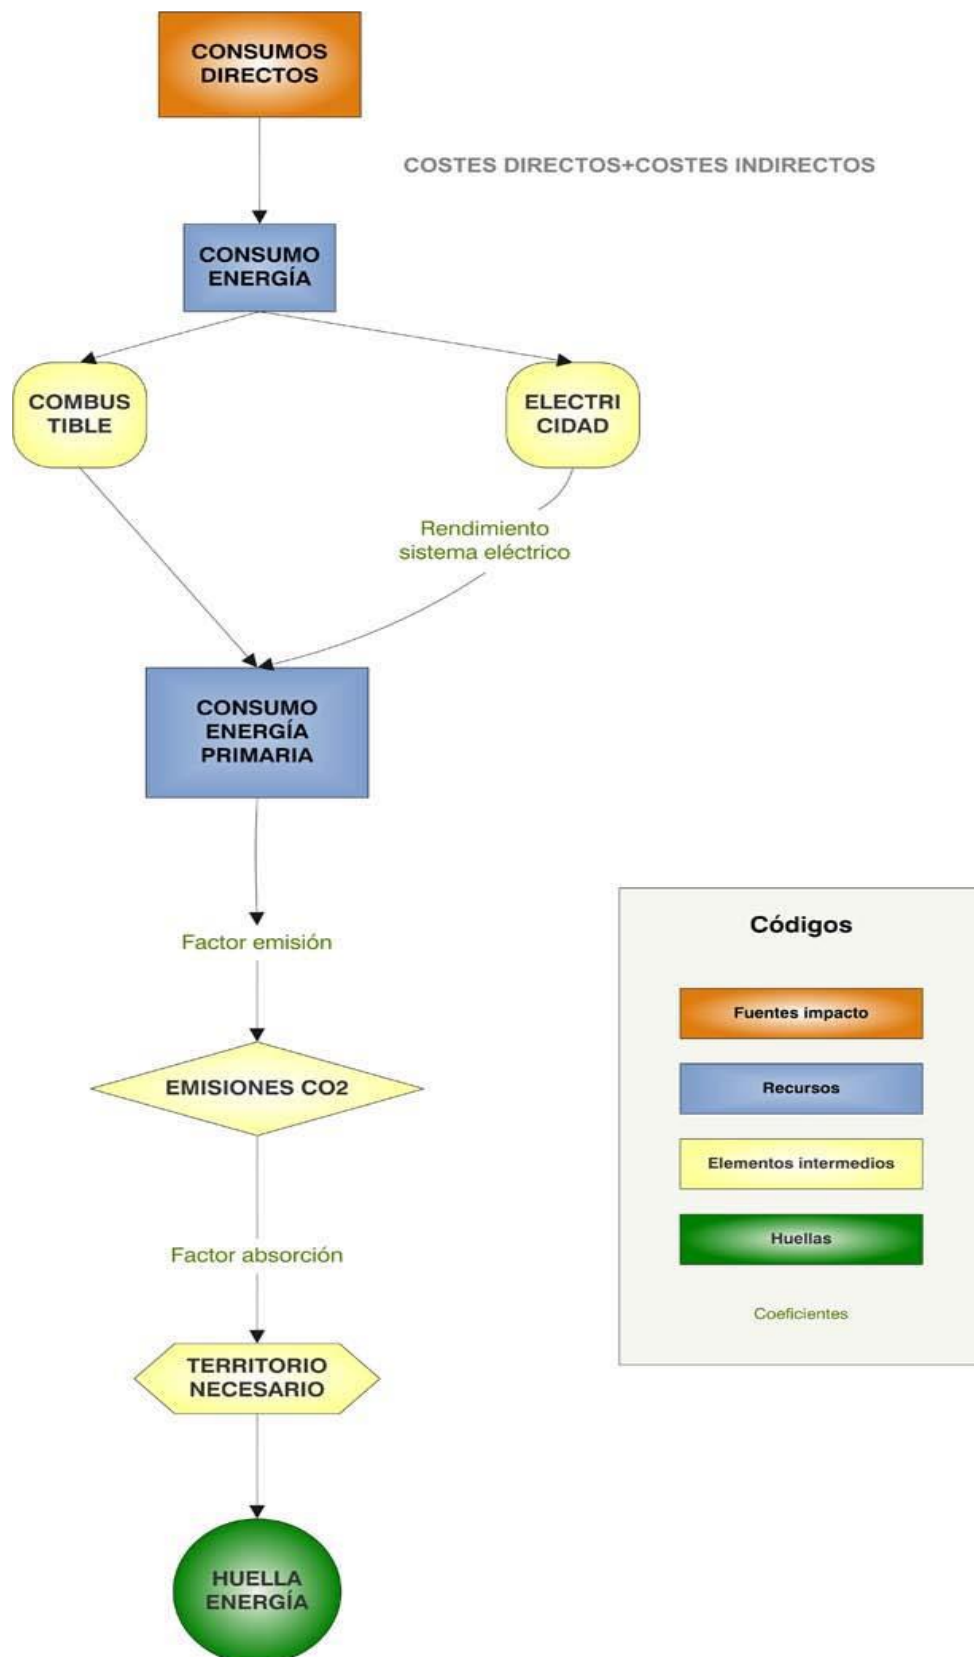 CONSUMOS
DIRECTOS
COSTES DIRECTOS+COSTES INDIRECTOS
CONSUMO
ENERGÍA
COMBUS
TIBLE
ELECTRI
CIDAD
Rendimiento
sistema eléctrico
CONSUMO
ENERGÍA
PRIMARIA
Factor emisión
EMISIONES CO2
Factor absorción
TERRITORIO
NECESARIO
HUELLA
ENERGÍA
Códigos
Fuentes impacto
Recursos
Elementos intermedios
Huellas
Coeficientes